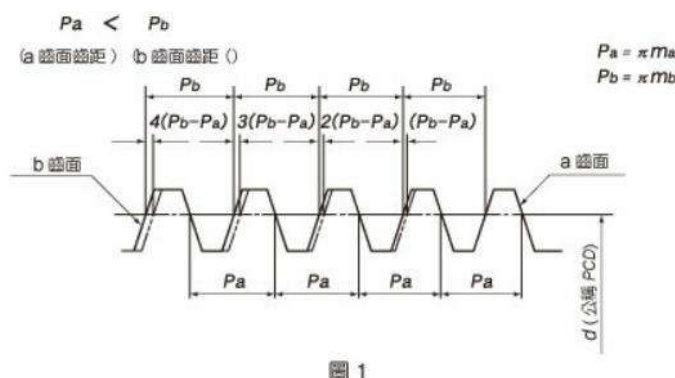 Pa < Pb
(a 齒面齒距) (b 齒面齒距()
Pa = πma
Pb = πmb
Pb Pb Pb Pb
4(Pb-Pa) 3(Pb-Pa) 2(Pb-Pa) (Pb-Pa)
b 齒面
a 齒面
Pa Pa Pa Pa
d (公稱 PCD)
圖 1